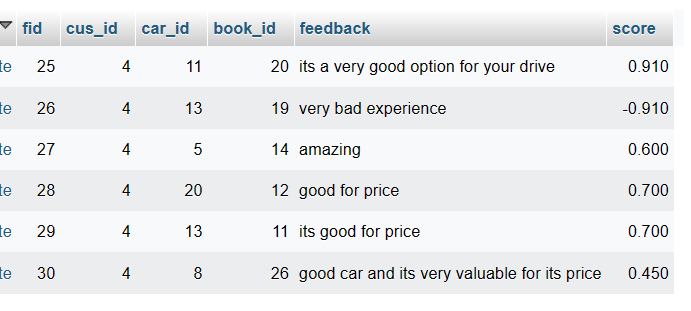 fid cus_id car_id book_id feedback score
te 25 4 11 20 its a very good option for your drive 0.910
te 26 4 13 19 very bad experience -0.910
te 27 4 5 14 amazing 0.600
te 28 4 20 12 good for price 0.700
te 29 4 13 11 its good for price 0.700
te 30 4 8 26 good car and its very valuable for its price 0.450